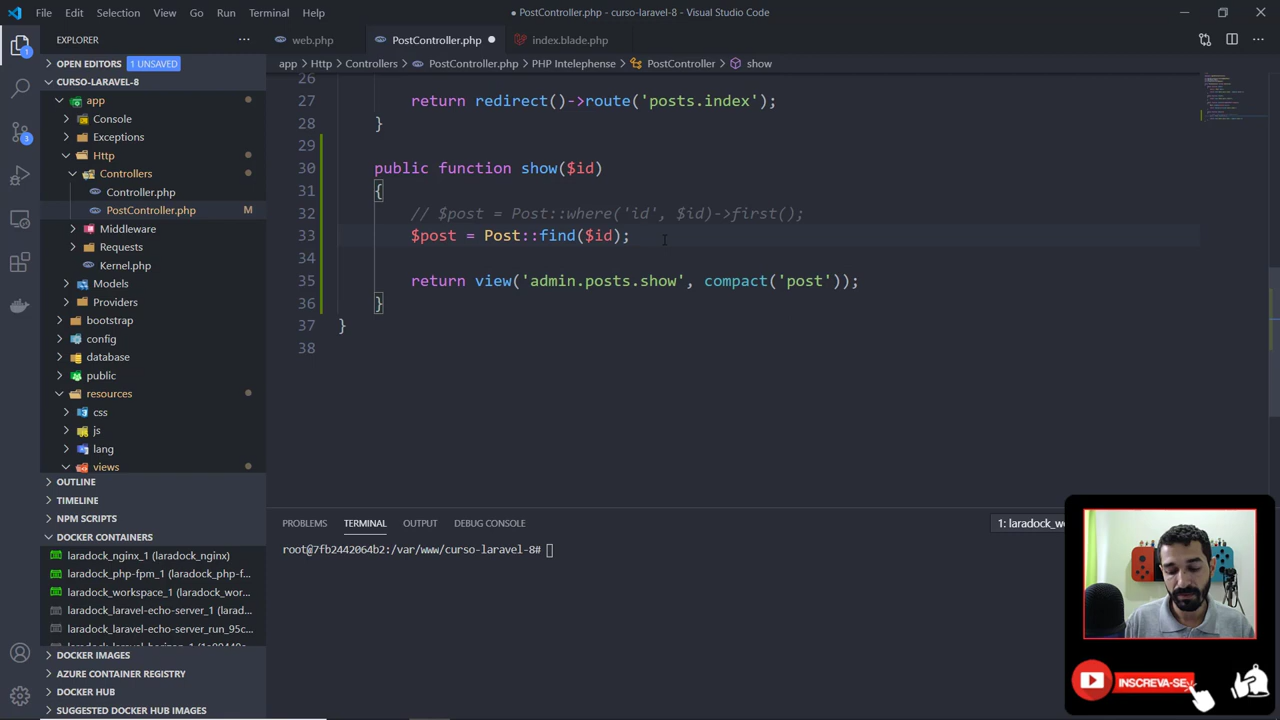 File Edit Selection View Go Run Terminal Help
● PostController.php - curso-laravel-8 - Visual Studio Code
EXPLORER
OPEN EDITORS 1 UNSAVED
CURSO-LARAVEL-8
app
Console
Exceptions
Http
Controllers
Controller.php
PostController.php M
Middleware
Requests
Kernel.php
Models
Providers
bootstrap
config
database
public
resources
css
js
lang
views
OUTLINE
TIMELINE
NPM SCRIPTS
DOCKER CONTAINERS
laradock_nginx_1 (laradock_nginx)
laradock_php-fpm_1 (laradock_php-f...
laradock_workspace_1 (laradock_wor...
laradock_laravel-echo-server_1 (larad...
laradock_laravel-echo-server_run_95c...
DOCKER IMAGES
AZURE CONTAINER REGISTRY
DOCKER HUB
SUGGESTED DOCKER HUB IMAGES
1
3
web.php PostController.php ● index.blade.php
app > Http > Controllers > PostController.php > PHP Intelephense > PostController > show
26
27 return redirect()->route('posts.index');
28 }
29
30 public function show($id)
31 {
32 // $post = Post::where('id', $id)->first();
33 $post = Post::find($id);
34
35 return view('admin.posts.show', compact('post'));
36 }
37 }
38
PROBLEMS TERMINAL OUTPUT DEBUG CONSOLE
1: laradock_wo
root@7fb2442064b2:/var/www/curso-laravel-8#
INSCREVA-SE